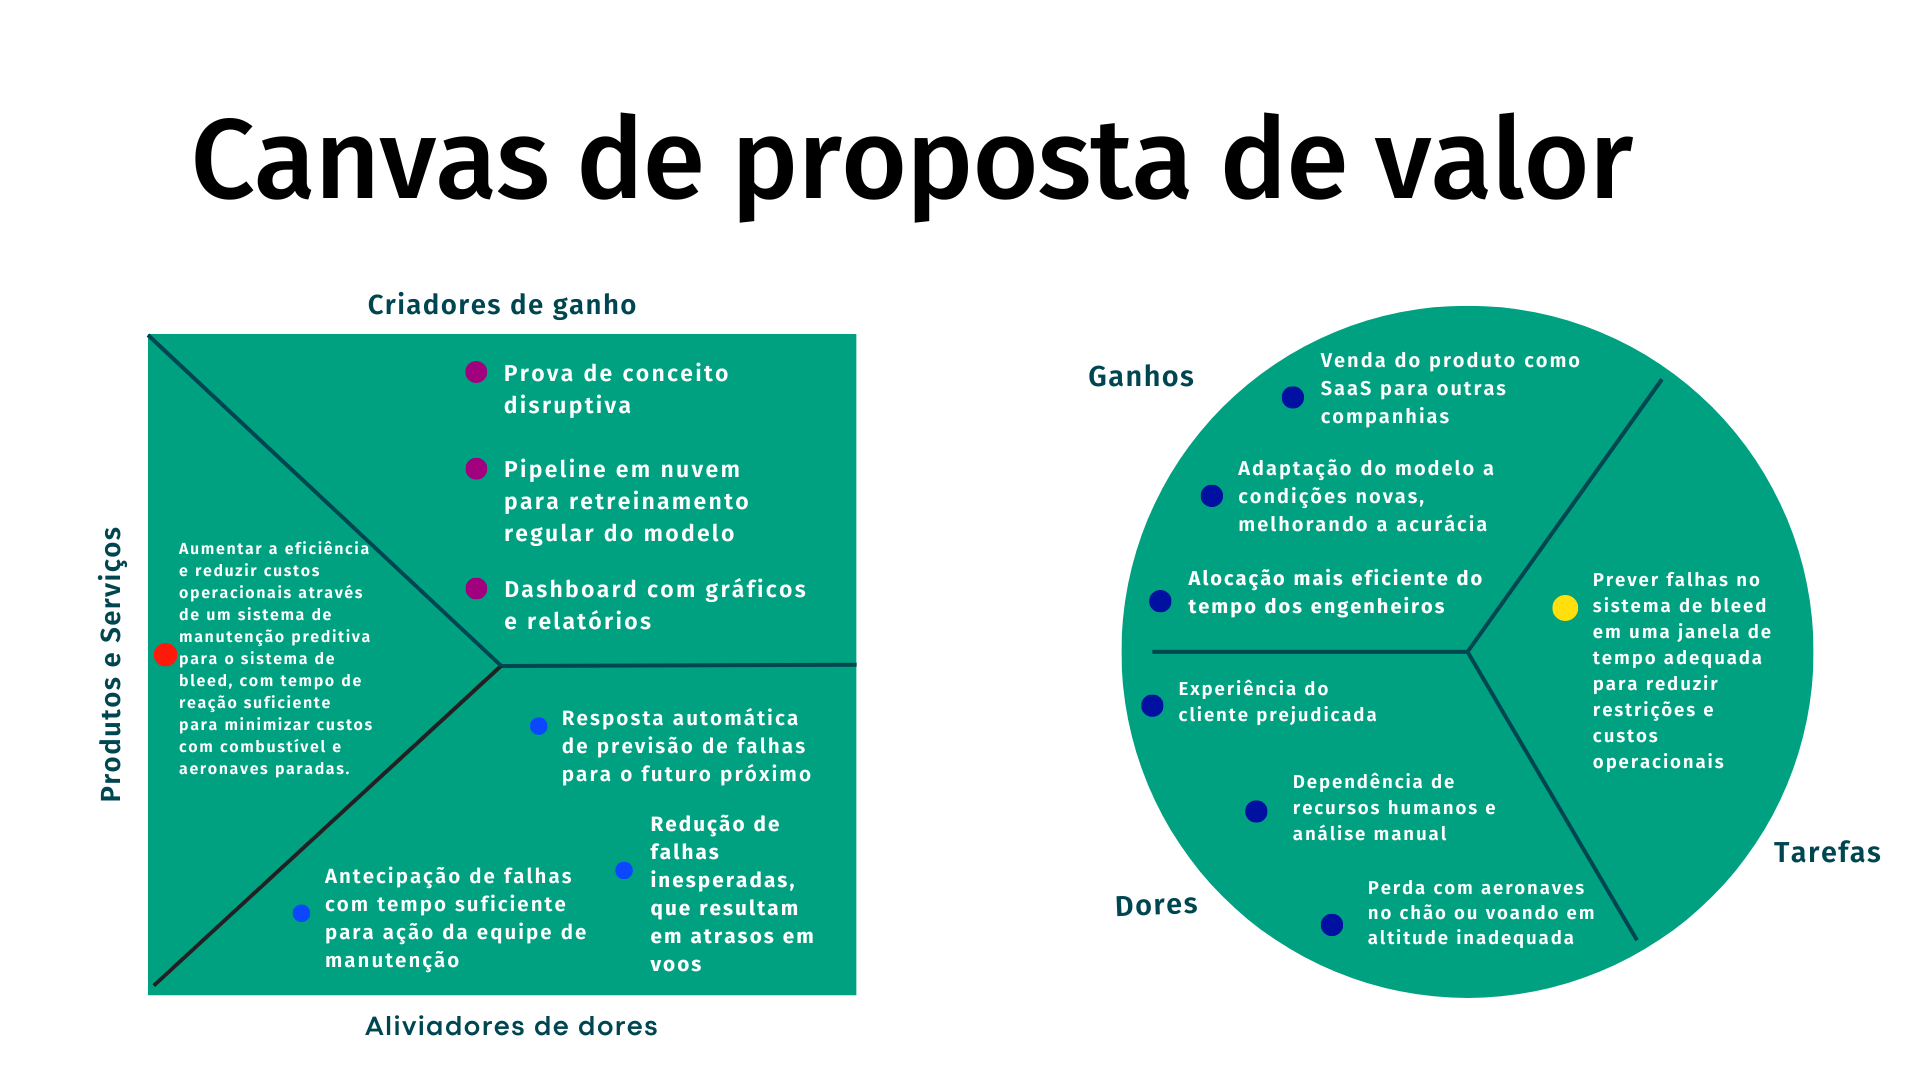 Canvas de proposta de valor
Criadores de ganho
Prova de conceito
disruptiva
Pipeline em nuvem
para retreinamento
regular do modelo
Dashboard com gráficos
e relatórios
Produtos e Serviços
Aumentar a eficiência
e reduzir custos
operacionais através
de um sistema de
manutenção preditiva
para o sistema de
bleed, com tempo de
reação suficiente
para minimizar custos
com combustível e
aeronaves paradas.
Resposta automática
de previsão de falhas
para o futuro próximo
Redução de
falhas
inesperadas,
que resultam
em atrasos em
voos
Antecipação de falhas
com tempo suficiente
para ação da equipe de
manutenção
Aliviadores de dores
Ganhos
Venda do produto como
SaaS para outras
companhias
Adaptação do modelo a
condições novas,
melhorando a acurácia
Alocação mais eficiente do
tempo dos engenheiros
Prever falhas no
sistema de bleed
em uma janela de
tempo adequada
para reduzir
restrições e
custos
operacionais
Tarefas
Experiência do
cliente prejudicada
Dependência de
recursos humanos e
análise manual
Perda com aeronaves
no chão ou voando em
altitude inadequada
Dores